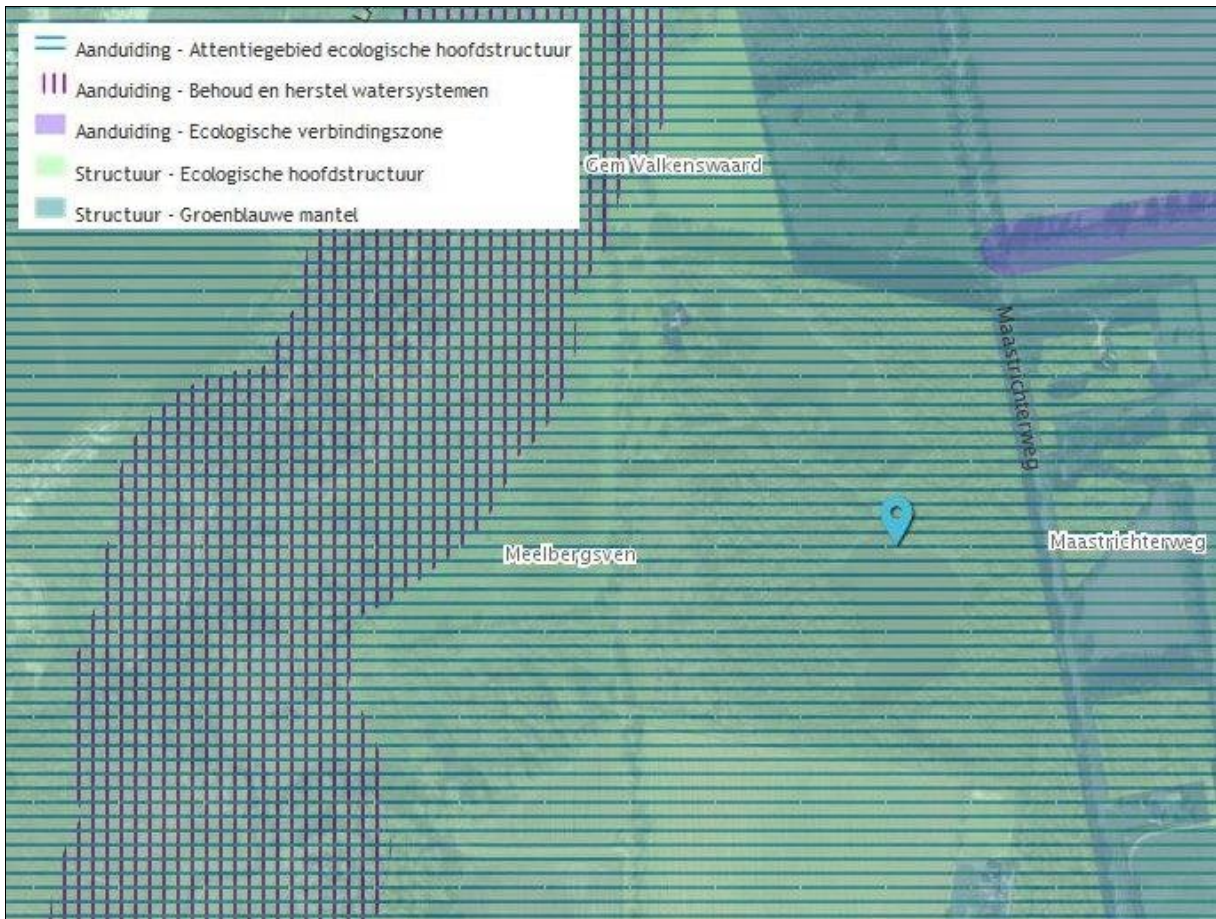 Aanduiding - Attentiegebied ecologische hoofdstructuur
Aanduiding - Behoud en herstel watersystemen
Aanduiding - Ecologische verbindingszone
Structuur - Ecologische hoofdstructuur
Structuur - Groenblauwe mantel
Gem Valkenswaard
Maastrichterweg
Meelbergsven
Maastrichterweg